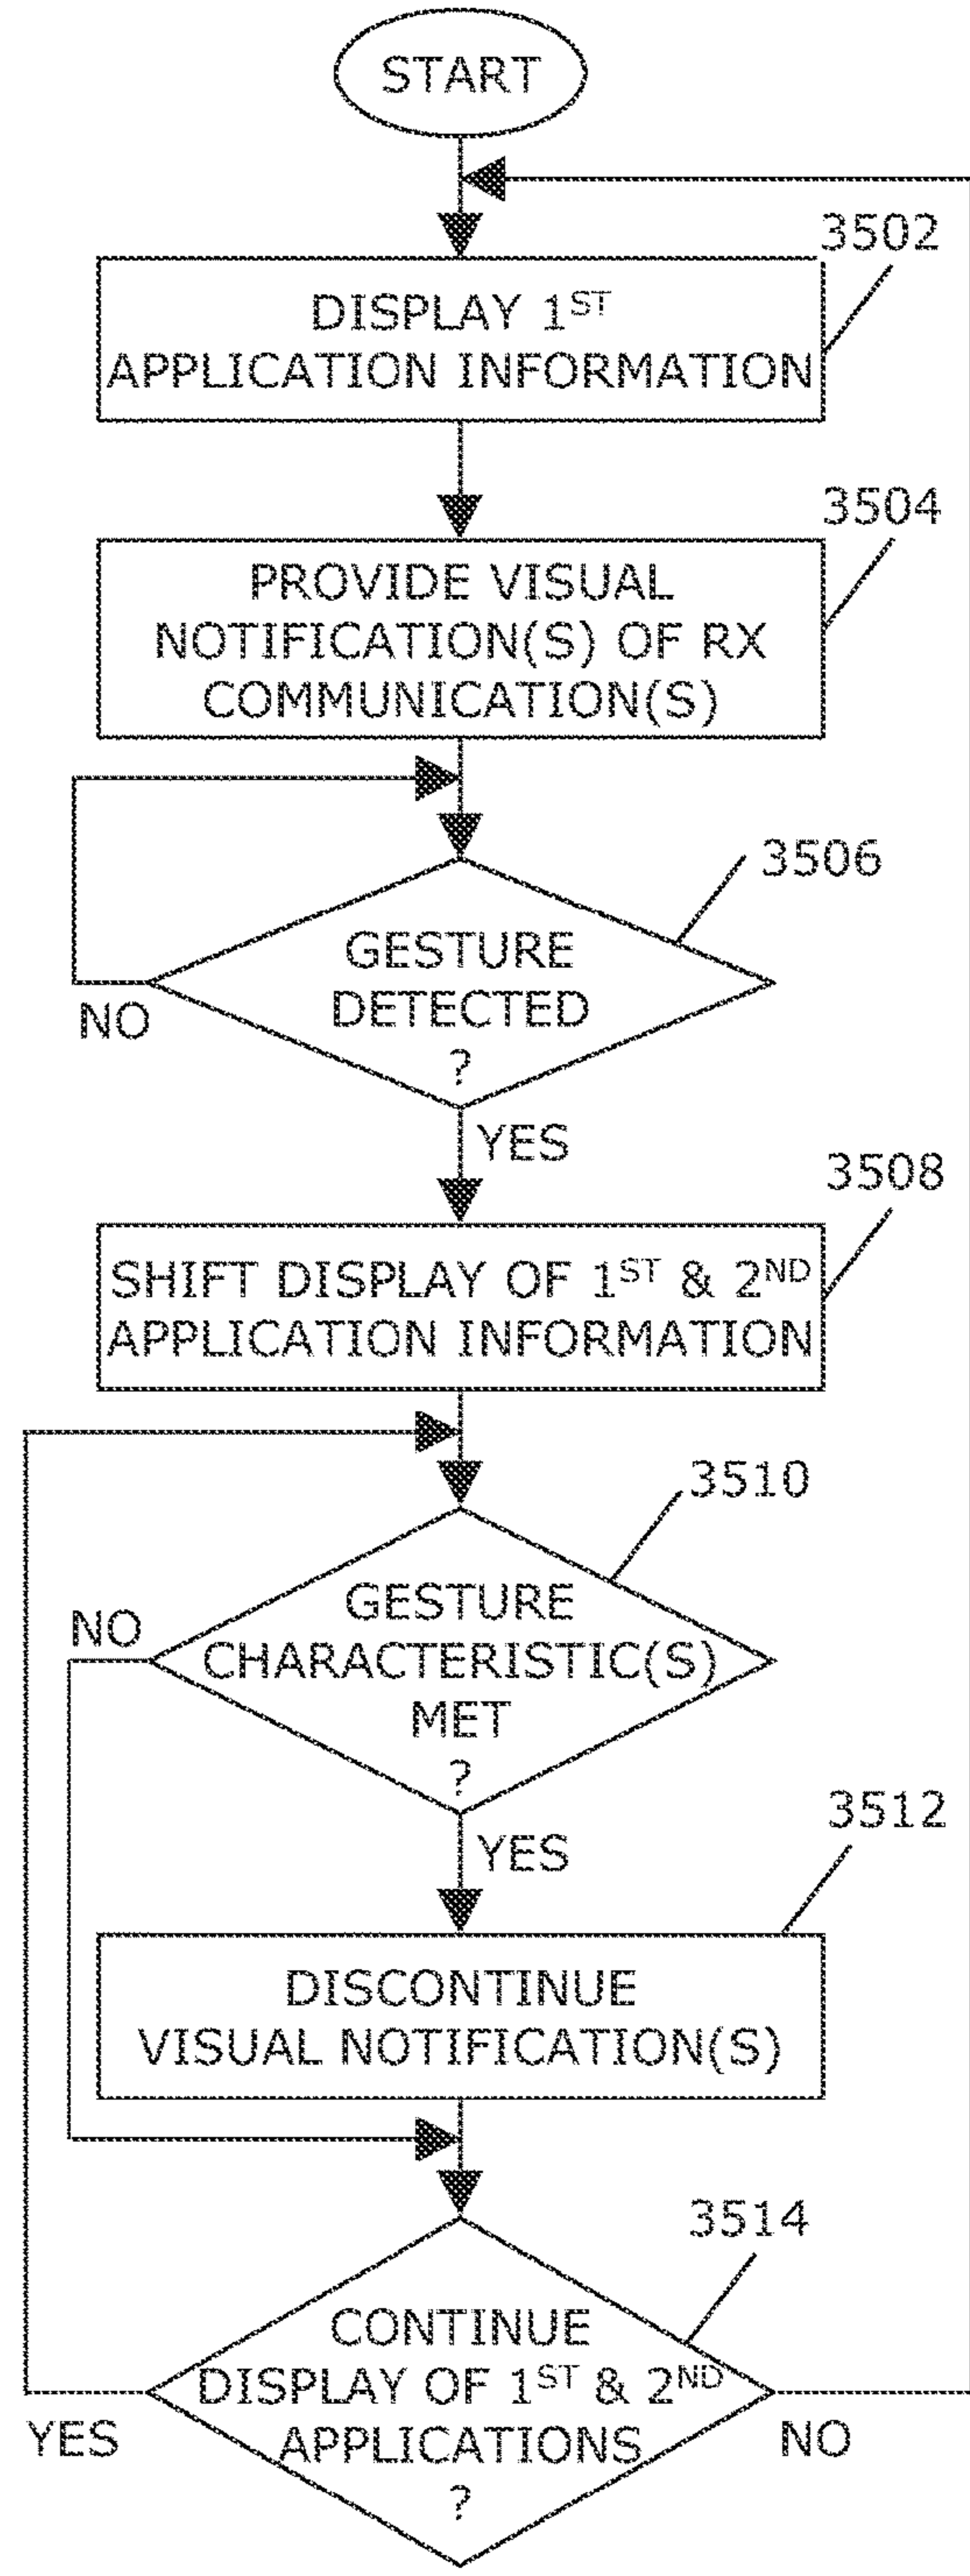 START
3502
DISPLAY 1ST
APPLICATION INFORMATION
3504
PROVIDE VISUAL
NOTIFICATION(S) OF RX
COMMUNICATION(S)
3506
GESTURE
DETECTED
?
NO
YES
3508
SHIFT DISPLAY OF 1ST & 2ND
APPLICATION INFORMATION
3510
GESTURE
CHARACTERISTIC(S)
MET
?
NO
YES
3512
DISCONTINUE
VISUAL NOTIFICATION(S)
3514
CONTINUE
DISPLAY OF 1ST & 2ND
APPLICATIONS
?
YES
NO